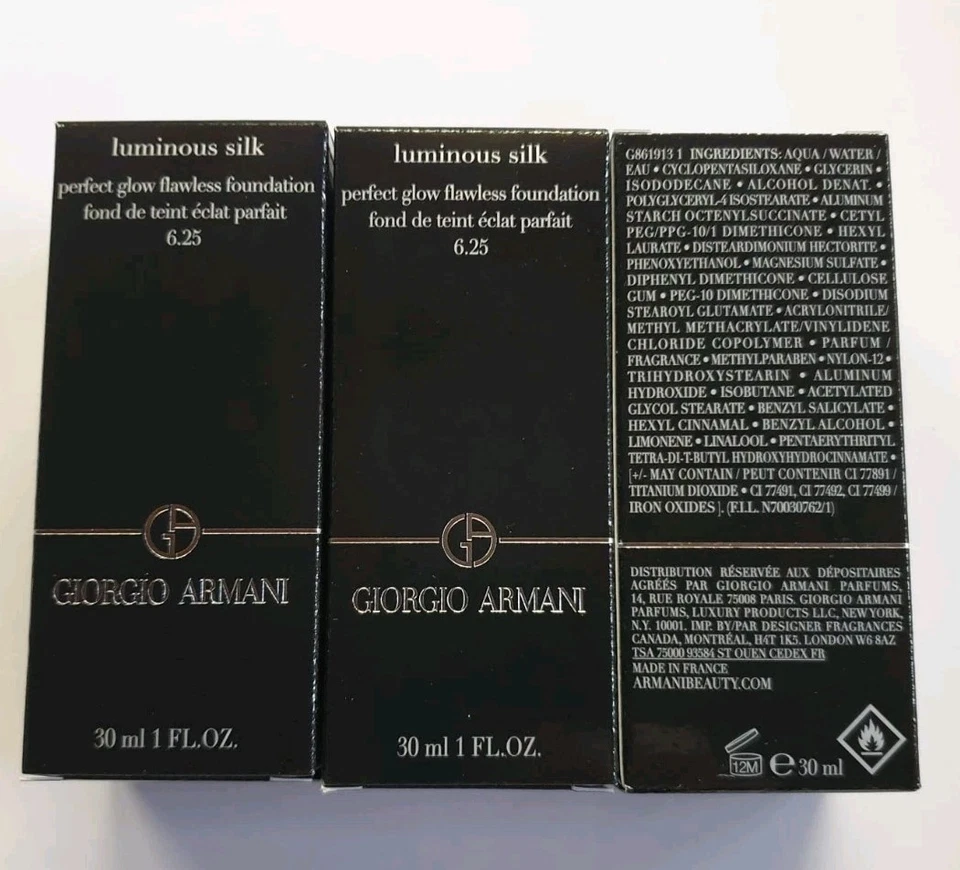 luminous silk
perfect glow flawless foundation
fond de teint éclat parfait
6.25
GIORGIO ARMANI
30 ml 1 FL.OZ.
luminous silk
perfect glow flawless foundation
fond de teint éclat parfait
6.25
GIORGIO ARMANI
30 ml 1 FL.OZ.
G861913 1 INGREDIENTS: AQUA / WATER /
EAU • CYCLOPENTASILOXANE • GLYCERIN •
ISODODECANE • ALCOHOL DENAT. •
POLYGLYCERYL-4 ISOSTEARATE • ALUMINUM
STARCH OCTENYLSUCCINATE • CETYL
PEG/PPG-10/1 DIMETHICONE • HEXYL
LAURATE • DISTEARDIMONIUM HECTORITE •
PHENOXYETHANOL • MAGNESIUM SULFATE •
DIPHENYL DIMETHICONE • CELLULOSE
GUM • PEG-10 DIMETHICONE • DISODIUM
STEAROYL GLUTAMATE • ACRYLONITRILE/
METHYL METHACRYLATE/VINYLIDENE
CHLORIDE COPOLYMER • PARFUM /
FRAGRANCE • METHYLPARABEN • NYLON-12 •
TRIHYDROXYSTEARIN • ALUMINUM
HYDROXIDE • ISOBUTANE • ACETYLATED
GLYCOL STEARATE • BENZYL SALICYLATE •
HEXYL CINNAMAL • BENZYL ALCOHOL •
LIMONENE • LINALOOL • PENTAERYTHRITYL
TETRA-DI-T-BUTYL HYDROXYHYDROCINNAMATE •
[+/- MAY CONTAIN / PEUT CONTENIR CI 77891 /
TITANIUM DIOXIDE • CI 77491, CI 77492, CI 77499 /
IRON OXIDES ]. (F.I.L. N70030762/1)
DISTRIBUTION RÉSERVÉE AUX DÉPOSITAIRES
AGRÉÉS PAR GIORGIO ARMANI PARFUMS,
14, RUE ROYALE 75008 PARIS. GIORGIO ARMANI
PARFUMS, LUXURY PRODUCTS LLC, NEW YORK,
N.Y. 10001. IMP. BY/PAR DESIGNER FRAGRANCES
CANADA, MONTRÉAL, H4T 1K5. LONDON W6 8AZ
TSA 75000 93584 ST OUEN CEDEX FR
MADE IN FRANCE
ARMANIBEAUTY.COM
12M e 30 ml